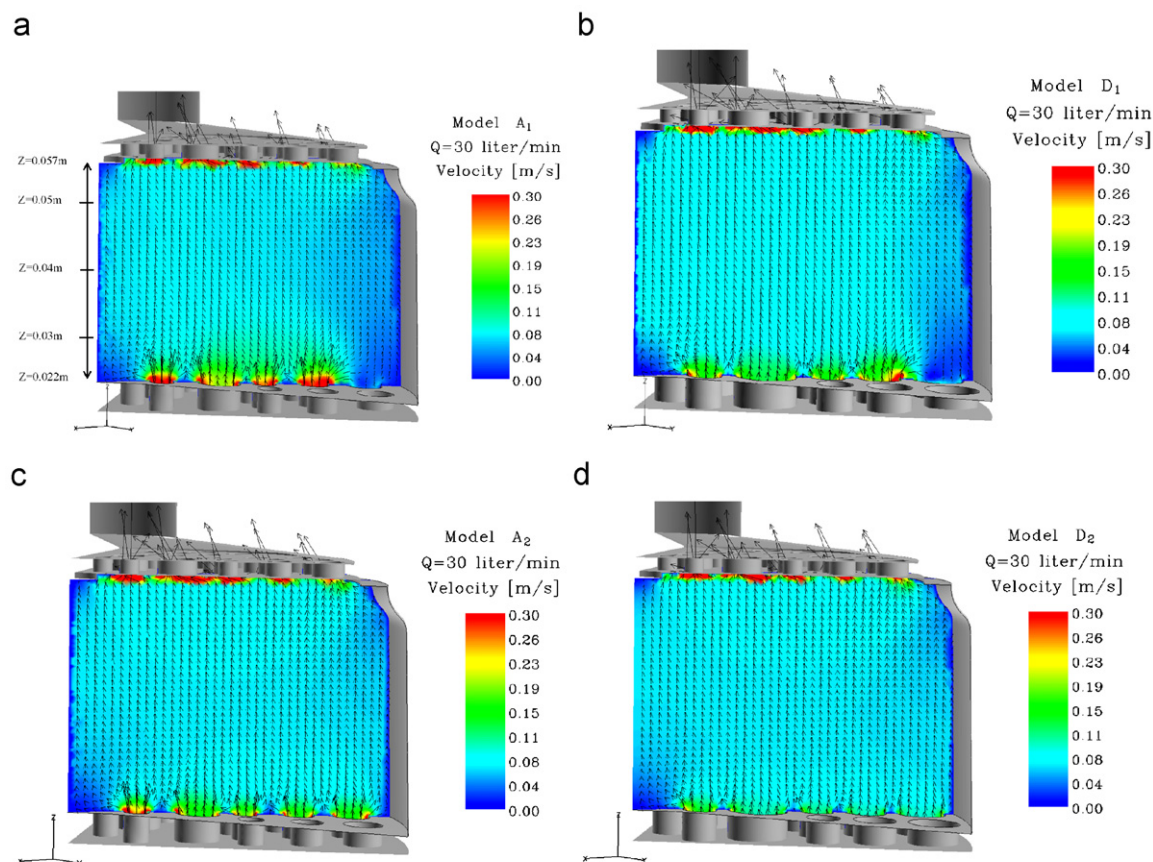 a
Model A1
Q=30 liter/min
Velocity [m/s]
Z=0.057m
Z=0.05m
Z=0.04m
Z=0.03m
Z=0.022m
0.30
0.26
0.23
0.19
0.15
0.11
0.08
0.04
0.00
X
Y
b
Model D1
Q=30 liter/min
Velocity [m/s]
0.30
0.26
0.23
0.19
0.15
0.11
0.08
0.04
0.00
X
Y
c
Model A2
Q=30 liter/min
Velocity [m/s]
0.30
0.26
0.23
0.19
0.15
0.11
0.08
0.04
0.00
Z
X
Y
d
Model D2
Q=30 liter/min
Velocity [m/s]
0.30
0.26
0.23
0.19
0.15
0.11
0.08
0.04
0.00
Z
X
Y